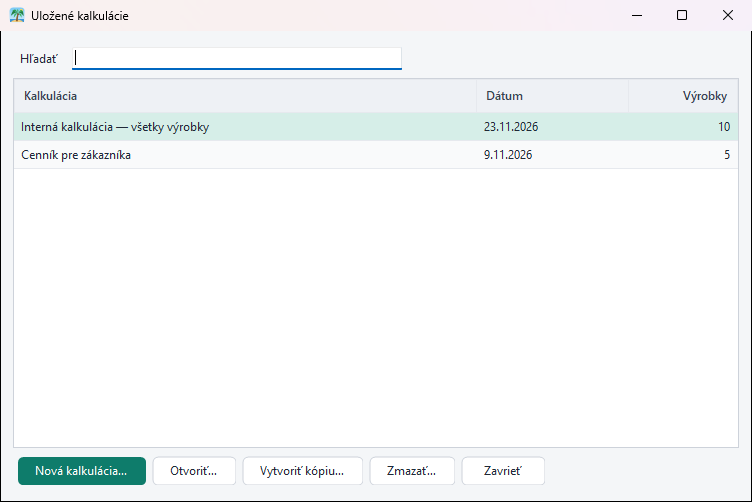 Uložené kalkulácie
Hľadať
Kalkulácia Dátum Výrobky
Interná kalkulácia — všetky výrobky 23.11.2026 10
Cenník pre zákazníka 9.11.2026 5
Nová kalkulácia... Otvoriť... Vytvoriť kópiu... Zmazať... Zavrieť